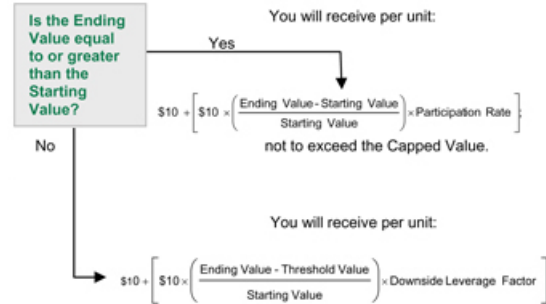 Is the Ending
Value equal
to or greater
than the
Starting
Value?
You will receive per unit:
Yes
$10 + [ $10 × ( Ending Value - Starting Value / Starting Value ) × Participation Rate ];
not to exceed the Capped Value.
No
You will receive per unit:
$10 + [ $10 × ( Ending Value - Threshold Value / Starting Value ) × Downside Leverage Factor ]